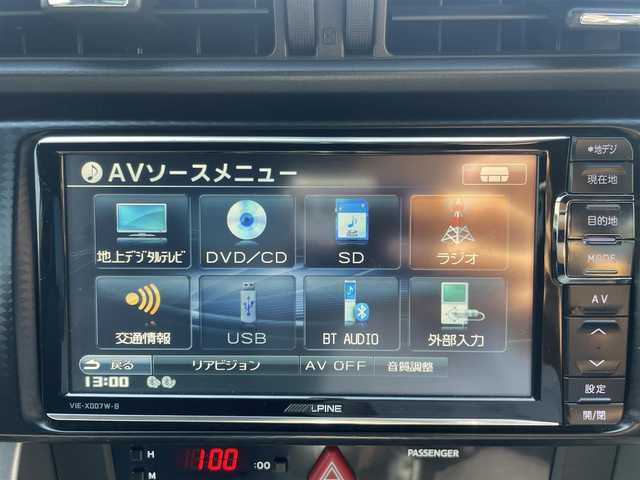 AVソースメニュー
地上デジタルテレビ
DVD/CD
SD
ラジオ
交通情報
USB
BT AUDIO
外部入力
戻る
リアビジョン
AV OFF
音質調整
13:00
VIE-X007W-B
ALPINE
*地デジ
現在地
目的地
MODE
AV
設定
開/閉
H
1:00
:00
M
PASSENGER